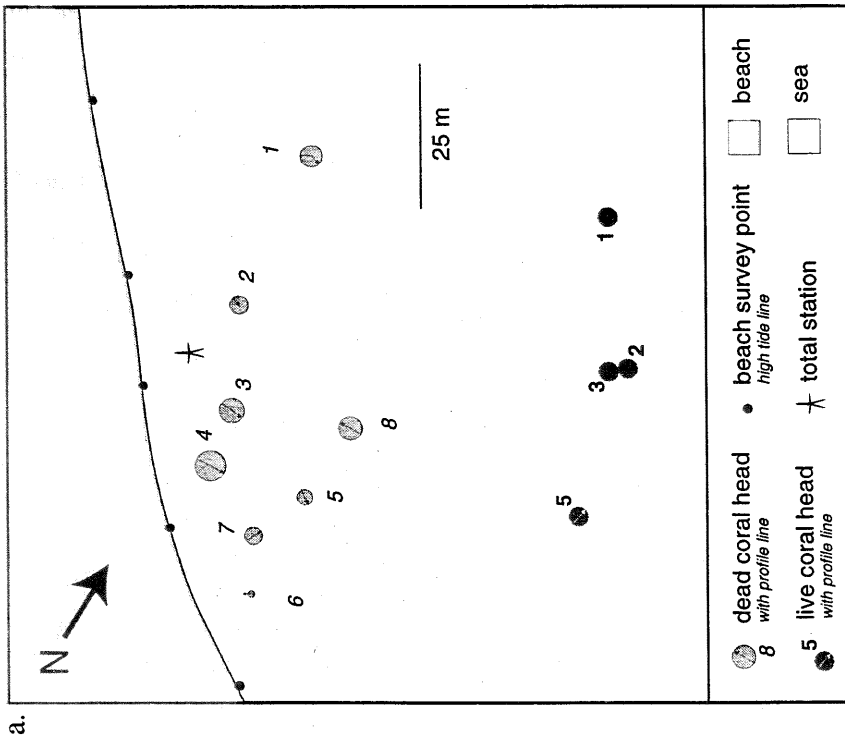 a.
N
1
2
3
4
5
6
7
8
25 m
1
2
3
5
8
dead coral head
with profile line
5
live coral head
with profile line
beach survey point
high tide line
total station
beach
sea